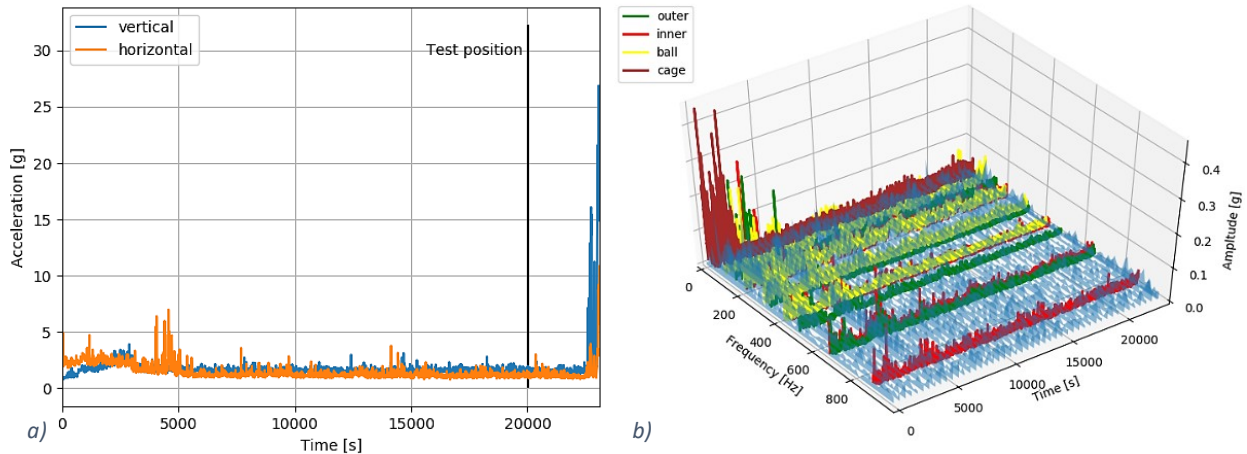 vertical
horizontal
Test position
30
25
20
15
10
5
0
Acceleration [g]
0
5000
10000
15000
20000
Time [s]
a)
outer
inner
ball
cage
0.4
0.3
0.2
0.1
0.0
Ampltude [g]
0
200
400
600
800
Frequency [Hz]
0
5000
10000
15000
20000
Time [s]
b)